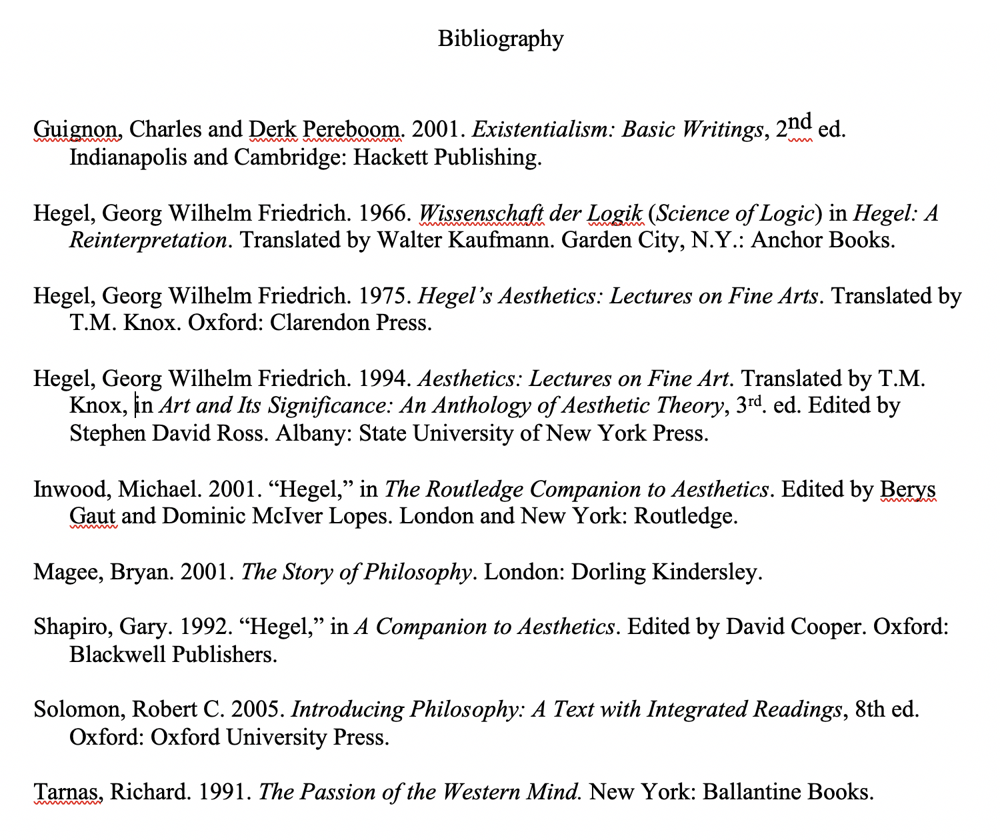 Bibliography
Guignon, Charles and Derk Pereboom. 2001. Existentialism: Basic Writings, 2nd ed.
Indianapolis and Cambridge: Hackett Publishing.
Hegel, Georg Wilhelm Friedrich. 1966. Wissenschaft der Logik (Science of Logic) in Hegel: A
Reinterpretation. Translated by Walter Kaufmann. Garden City, N.Y.: Anchor Books.
Hegel, Georg Wilhelm Friedrich. 1975. Hegel’s Aesthetics: Lectures on Fine Arts. Translated by
T.M. Knox. Oxford: Clarendon Press.
Hegel, Georg Wilhelm Friedrich. 1994. Aesthetics: Lectures on Fine Art. Translated by T.M.
Knox, in Art and Its Significance: An Anthology of Aesthetic Theory, 3rd. ed. Edited by
Stephen David Ross. Albany: State University of New York Press.
Inwood, Michael. 2001. “Hegel,” in The Routledge Companion to Aesthetics. Edited by Berys
Gaut and Dominic McIver Lopes. London and New York: Routledge.
Magee, Bryan. 2001. The Story of Philosophy. London: Dorling Kindersley.
Shapiro, Gary. 1992. “Hegel,” in A Companion to Aesthetics. Edited by David Cooper. Oxford:
Blackwell Publishers.
Solomon, Robert C. 2005. Introducing Philosophy: A Text with Integrated Readings, 8th ed.
Oxford: Oxford University Press.
Tarnas, Richard. 1991. The Passion of the Western Mind. New York: Ballantine Books.